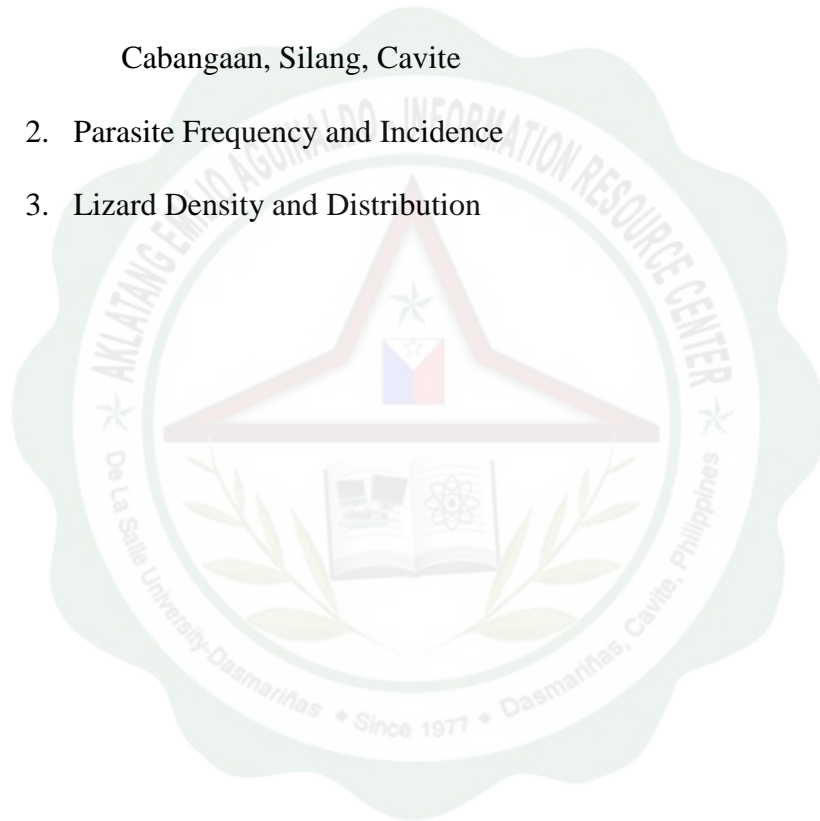 Cabangaan, Silang, Cavite
2. Parasite Frequency and Incidence
3. Lizard Density and Distribution
AKLATANG EMILIO AGUINALDO - INFORMATION RESOURCE CENTER
De La Salle University-Dasmariñas • Since 1977 • Dasmariñas, Cavite, Philippines